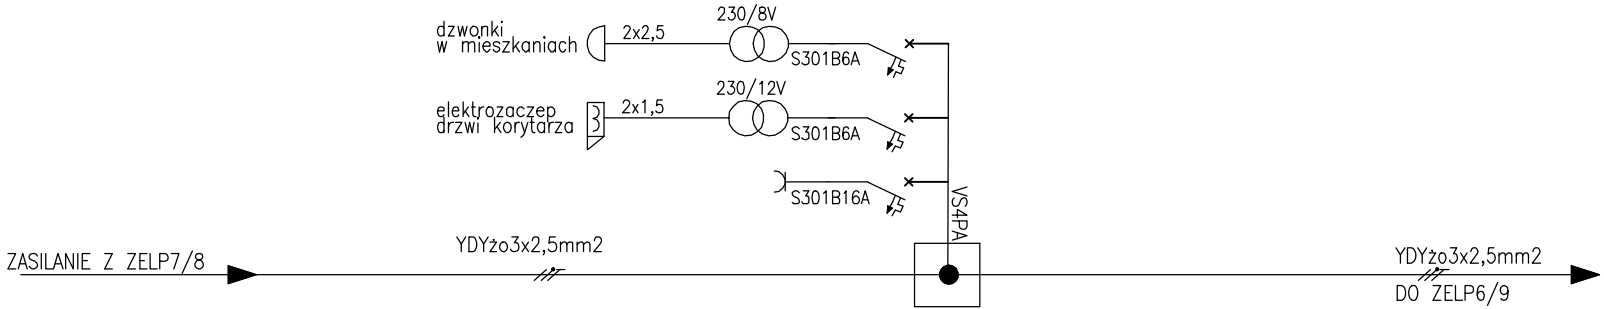 230/8V
dzwonki
w mieszkaniach
2x2,5
S301B6A
230/12V
elektrozaczep
drzwi korytarza
2x1,5
S301B6A
S301B16A
VS4PA
ZASILANIE Z ZELP7/8
YDYżo3x2,5mm2
YDYżo3x2,5mm2
DO ZELP6/9